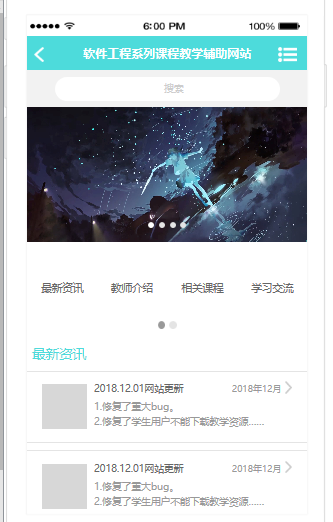 6:00 PM 100%
软件工程系列课程教学辅助网站
搜索
最新资讯 教师介绍 相关课程 学习交流
最新资讯
2018.12.01网站更新 2018年12月
1.修复了重大bug。
2.修复了学生用户不能下载教学资源......
2018.12.01网站更新 2018年12月
1.修复了重大bug。
2.修复了学生用户不能下载教学资源......